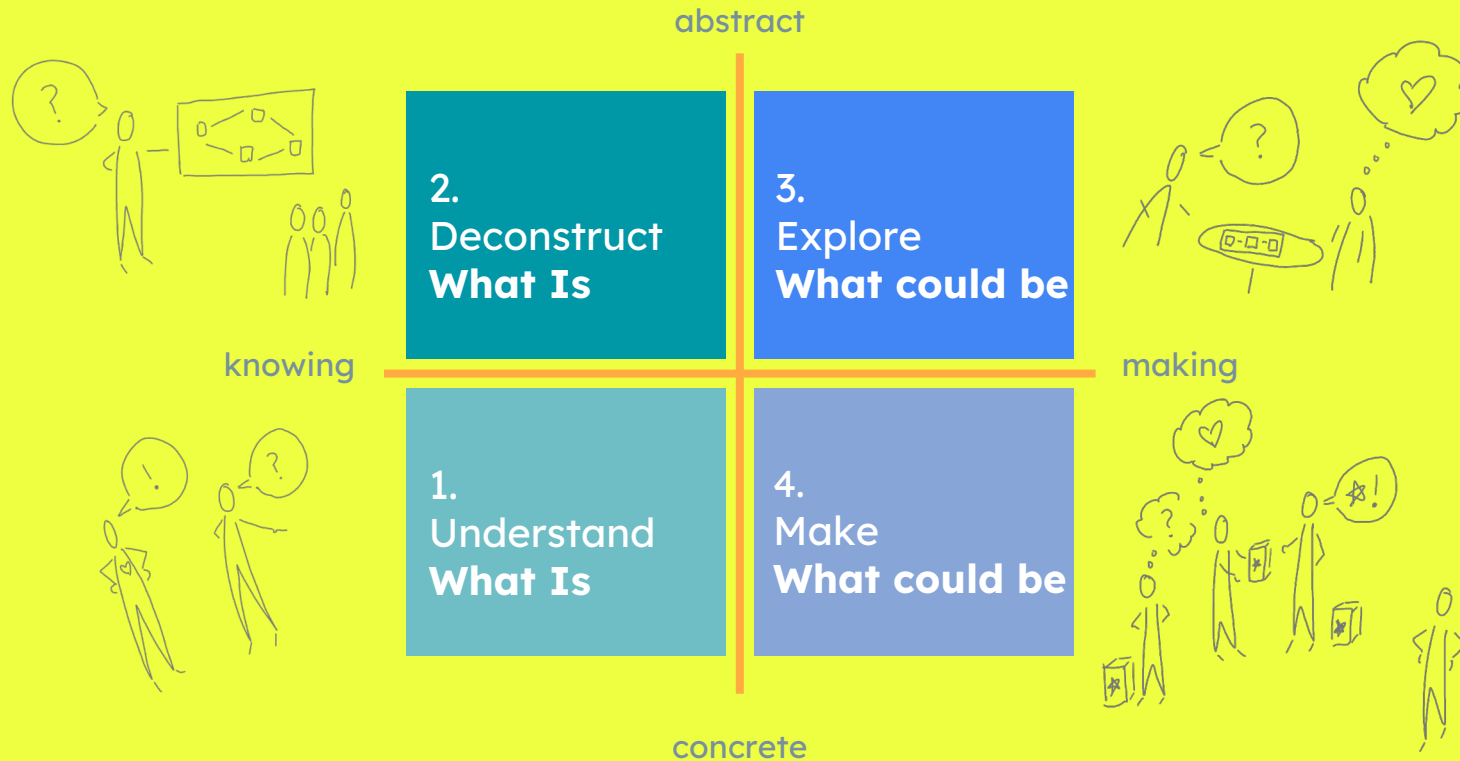 abstract
?
2.
Deconstruct
What Is
3.
Explore
What could be
?
knowing
making
!
?
1.
Understand
What Is
4.
Make
What could be
?
!
concrete